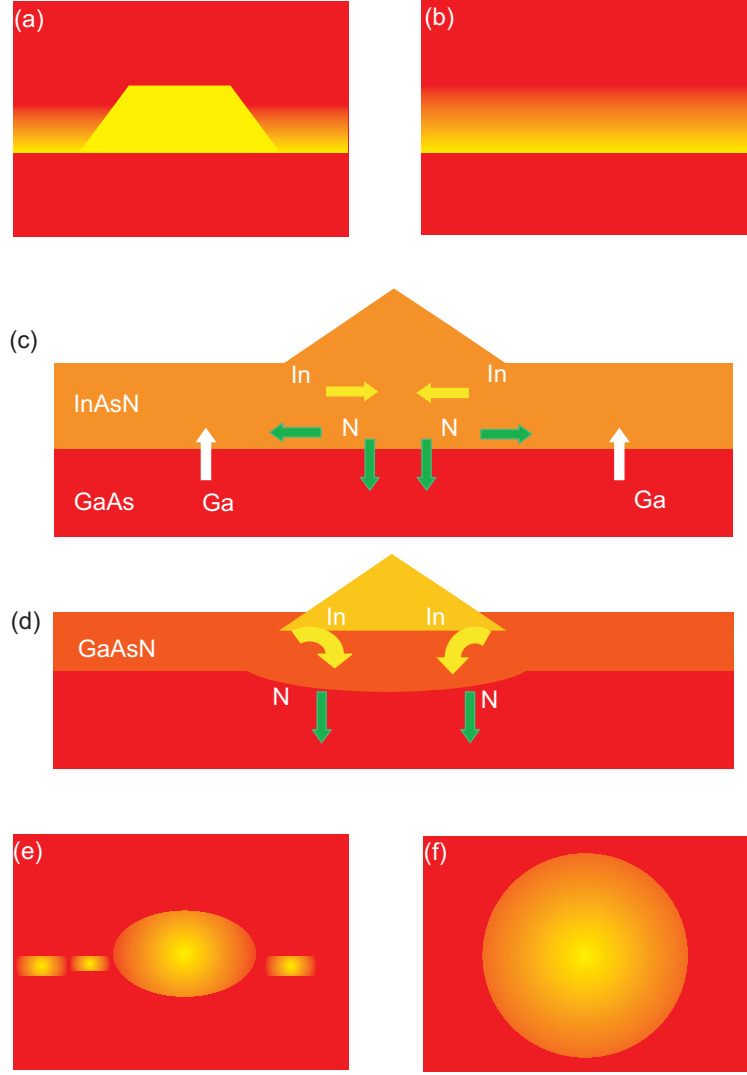 (a)
(b)
(c)
In In
InAsN
N N
GaAs Ga Ga
(d)
In In
GaAsN
N N
(e)
(f)